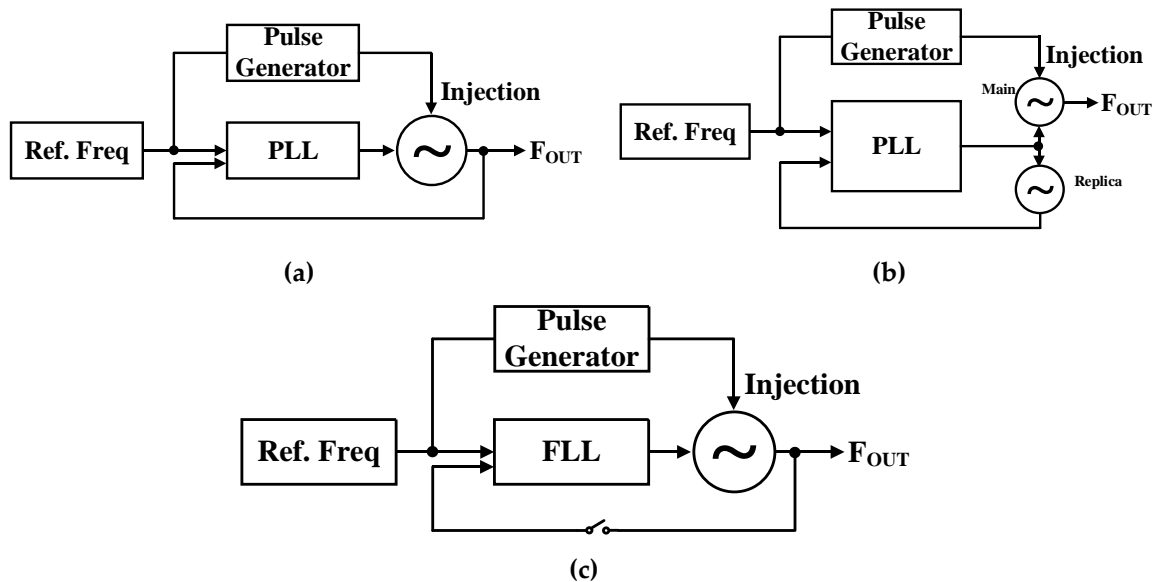 Pulse
Generator
Injection
Ref. Freq
PLL
~
FOUT
(a)
Pulse
Generator
Injection
Main
~
FOUT
Ref. Freq
PLL
~
Replica
(b)
Pulse
Generator
Injection
Ref. Freq
FLL
~
FOUT
(c)